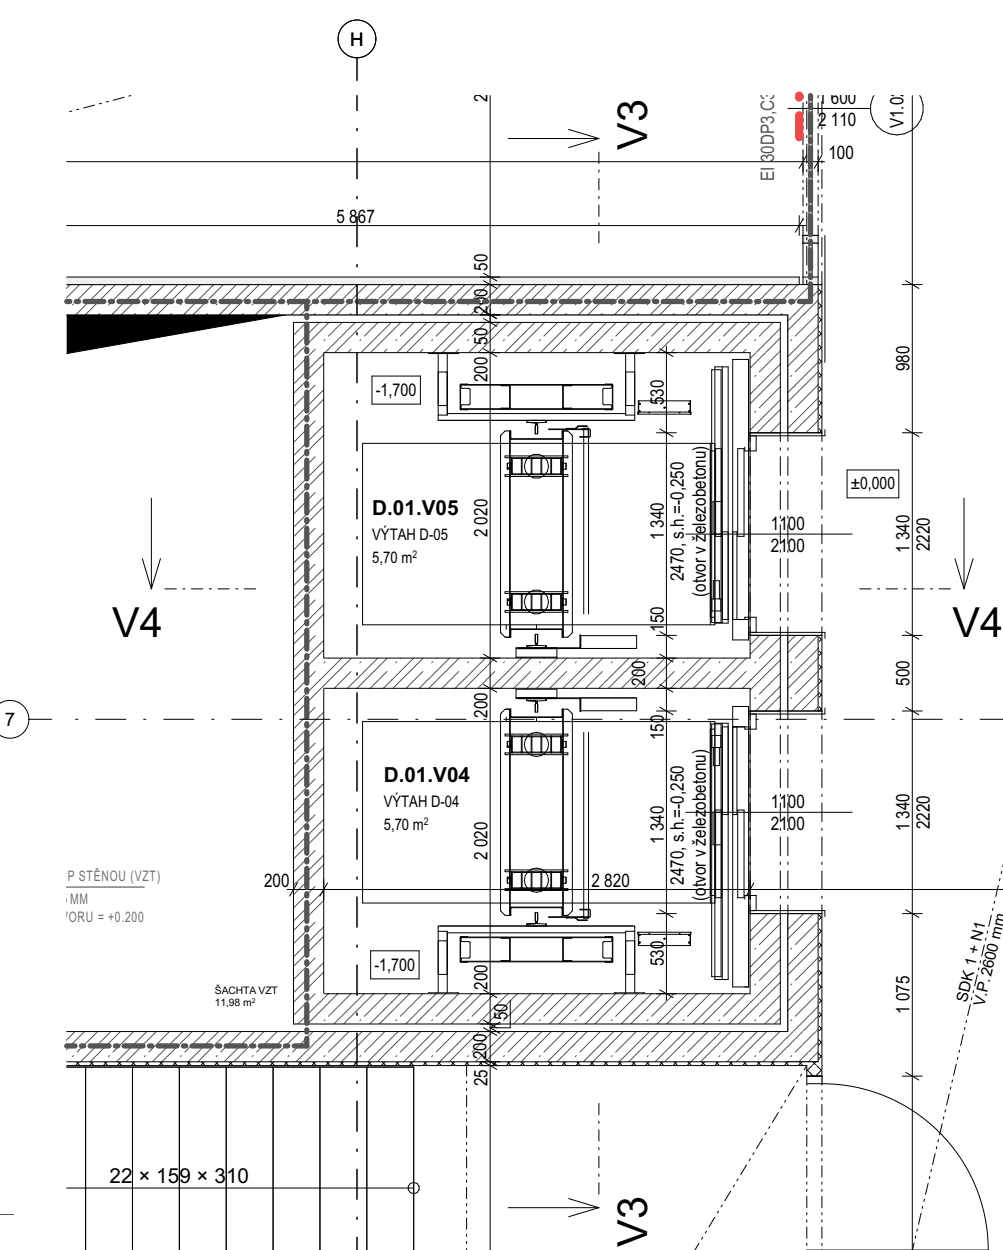 H
2
V3
EI 30DP3,C3
600
2 110
V1.0
100
5 867
50
200
50
200
530
980
-1,700
D.01.V05
VÝTAH D-05
5,70 m²
2 020
1 340
2470, s.h.=-0,250
(otvor v železobetonu)
1100
2100
±0,000
1 340
2220
V4
V4
150
200
500
7
200
150
D.01.V04
VÝTAH D-04
5,70 m²
2 020
1 340
2470, s.h.=-0,250
(otvor v železobetonu)
1100
2100
1 340
2220
P STĚNOU (VZT)
MM
VORU = +0.200
200
2 820
-1,700
530
200
50
ŠACHTA VZT
11,98 m²
1 075
SDK 1 + N1
V.P. 2600 mm
200
25
22 × 159 × 310
V3